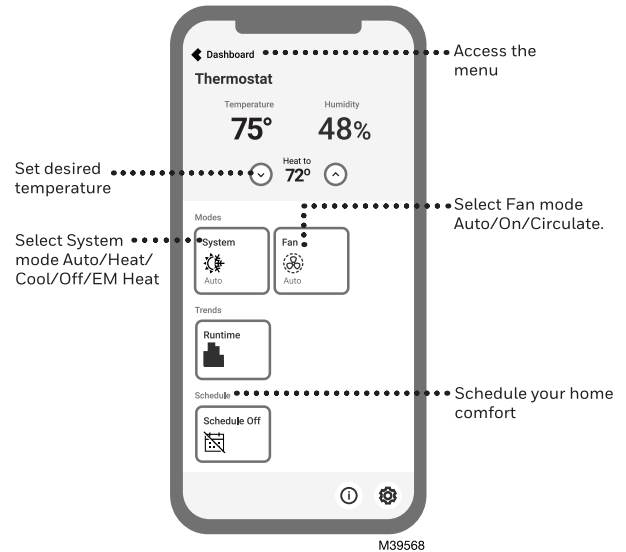 Dashboard
Access the
menu
Thermostat
Temperature
Humidity
75°
48%
Set desired
temperature
Heat to
72°
Select Fan mode
Auto/On/Circulate.
Modes
Select System
mode Auto/Heat/
Cool/Off/EM Heat
System
Auto
Fan
Auto
Trends
Runtime
Schedule
Schedule your home
comfort
Schedule Off
M39568